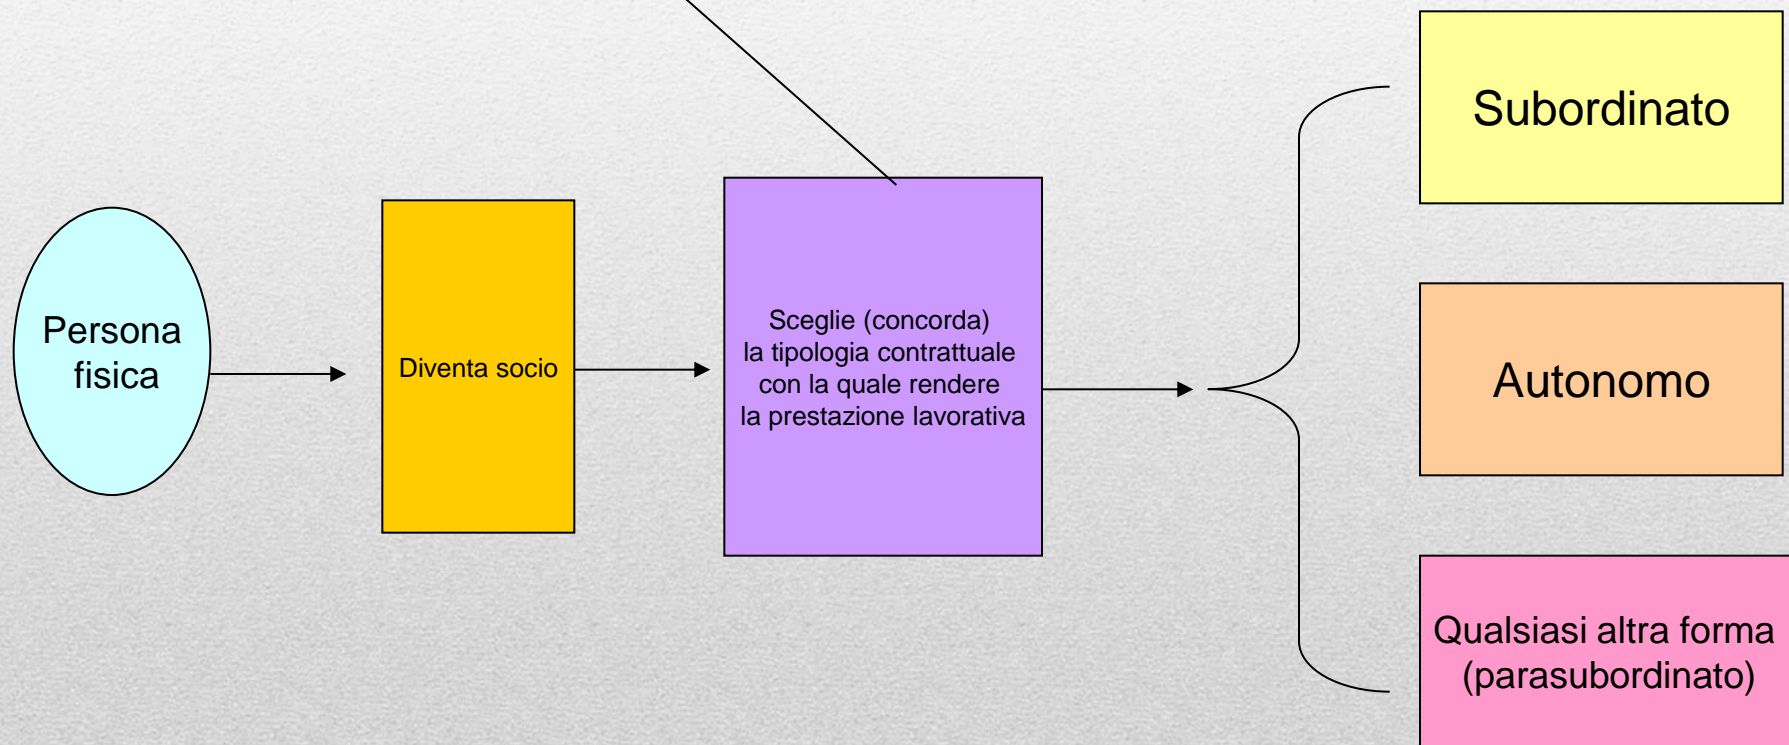 Persona
fisica
Diventa socio
Sceglie (concorda)
la tipologia contrattuale
con la quale rendere
la prestazione lavorativa
Subordinato
Autonomo
Qualsiasi altra forma
(parasubordinato)